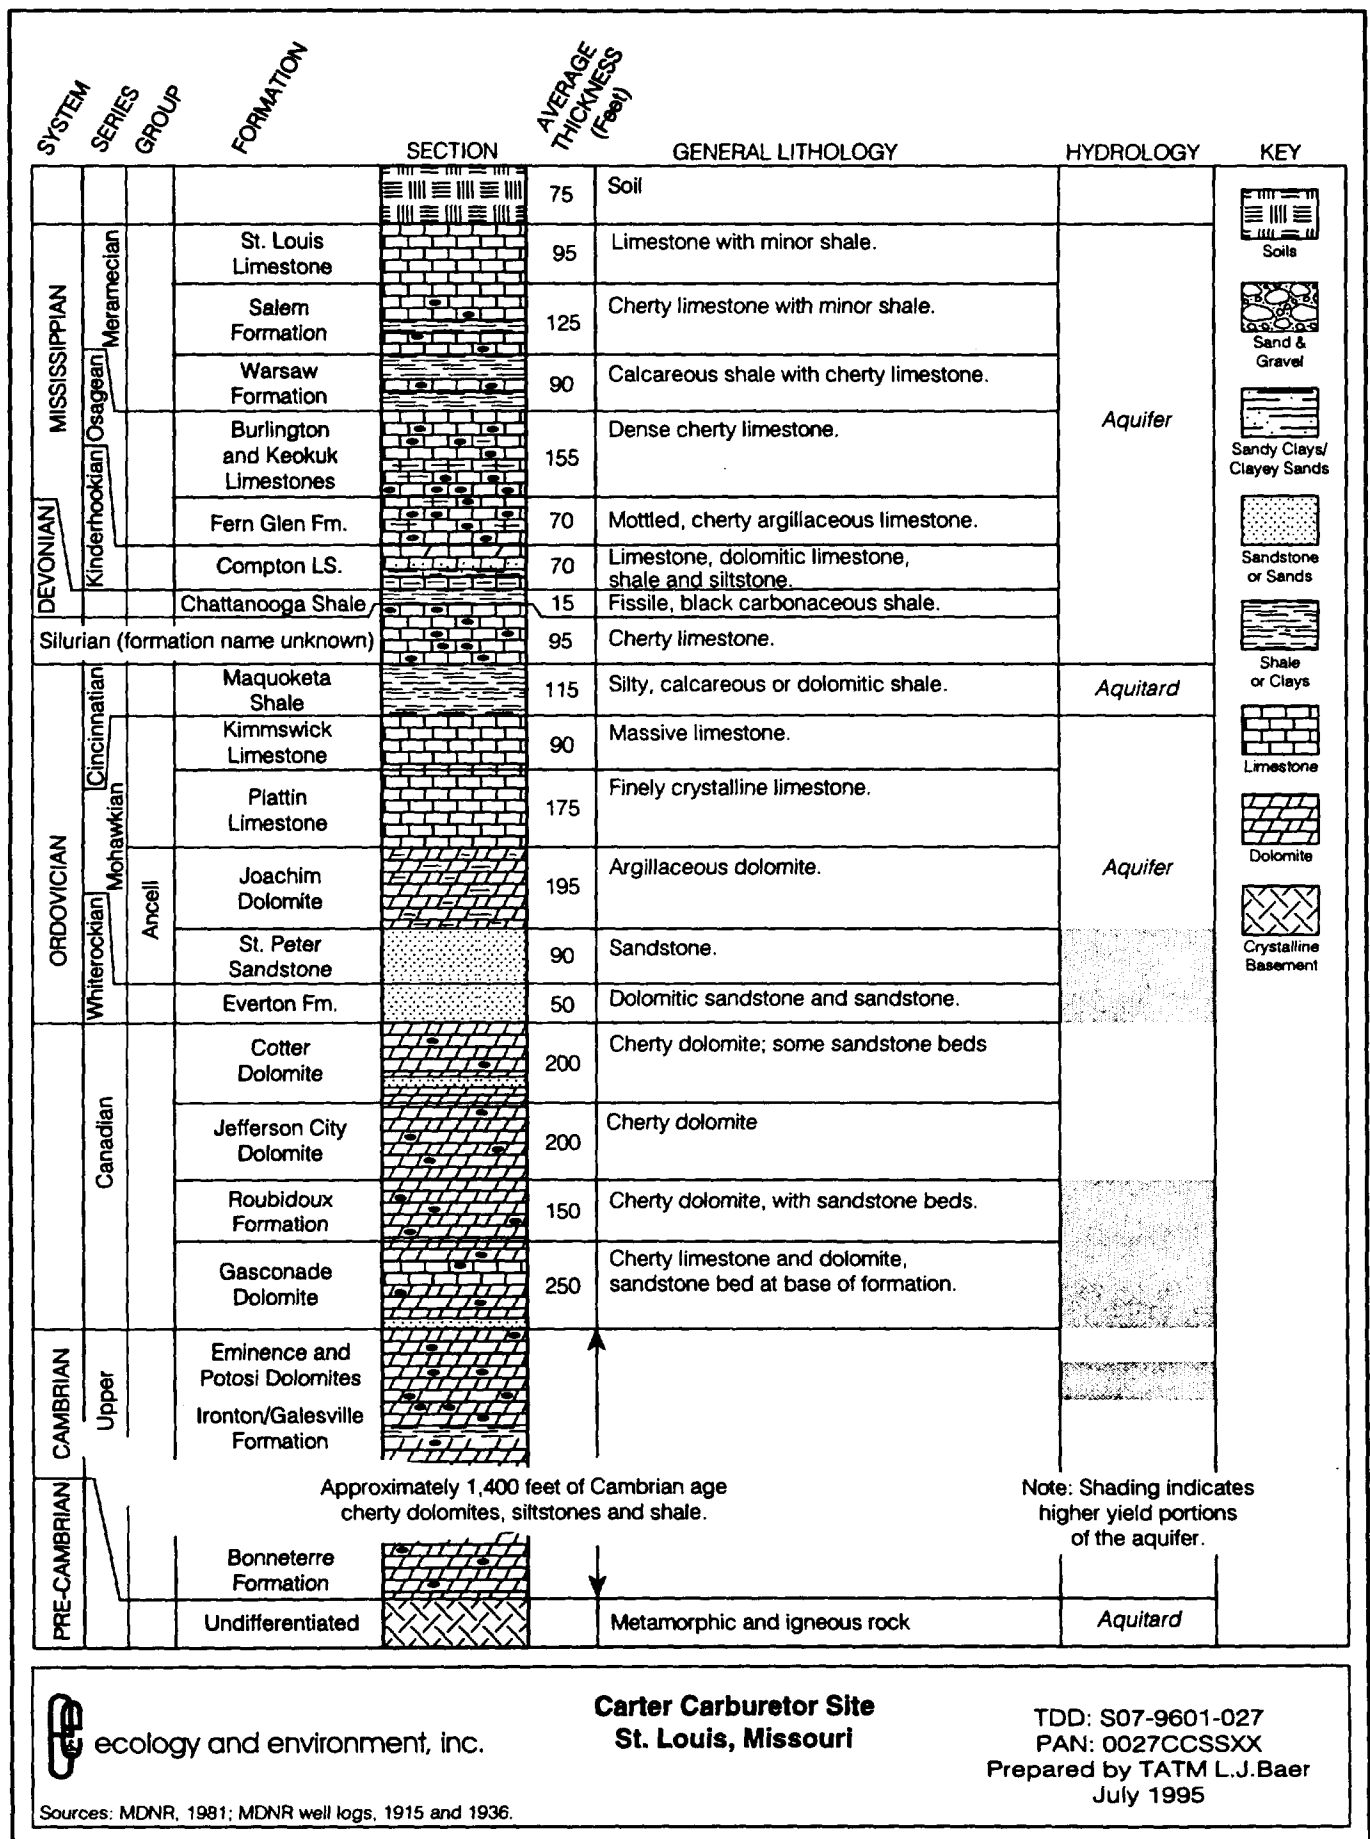 SYSTEM
SERIES
GROUP
FORMATION
SECTION
AVERAGE
THICKNESS
(Feet)
GENERAL LITHOLOGY
HYDROLOGY
KEY
75
Soil
MISSISSIPPIAN
Meramecian
St. Louis
Limestone
95
Limestone with minor shale.
Salem
Formation
125
Cherty limestone with minor shale.
Osagean
Warsaw
Formation
90
Calcareous shale with cherty limestone.
Burlington
and Keokuk
Limestones
155
Dense cherty limestone.
Aquifer
Kinderhookian
Fern Glen Fm.
70
Mottled, cherty argillaceous limestone.
Compton LS.
70
Limestone, dolomitic limestone,
shale and siltstone.
DEVONIAN
Chattanooga Shale
15
Fissile, black carbonaceous shale.
Silurian (formation name unknown)
95
Cherty limestone.
ORDOVICIAN
Cincinnatian
Maquoketa
Shale
115
Silty, calcareous or dolomitic shale.
Aquitard
Mohawkian
Kimmswick
Limestone
90
Massive limestone.
Plattin
Limestone
175
Finely crystalline limestone.
Ancell
Joachim
Dolomite
195
Argillaceous dolomite.
Aquifer
Whiterockian
St. Peter
Sandstone
90
Sandstone.
Everton Fm.
50
Dolomitic sandstone and sandstone.
Canadian
Cotter
Dolomite
200
Cherty dolomite; some sandstone beds
Jefferson City
Dolomite
200
Cherty dolomite
Roubidoux
Formation
150
Cherty dolomite, with sandstone beds.
Gasconade
Dolomite
250
Cherty limestone and dolomite,
sandstone bed at base of formation.
CAMBRIAN
Upper
Eminence and
Potosi Dolomites
Ironton/Galesville
Formation
Approximately 1,400 feet of Cambrian age
cherty dolomites, siltstones and shale.
Note: Shading indicates
higher yield portions
of the aquifer.
PRE-CAMBRIAN
Bonneterre
Formation
Undifferentiated
Metamorphic and igneous rock
Aquitard
Soils
Sand &
Gravel
Sandy Clays/
Clayey Sands
Sandstone
or Sands
Shale
or Clays
Limestone
Dolomite
Crystalline
Basement
ecology and environment, inc.
Sources: MDNR, 1981; MDNR well logs, 1915 and 1936.
Carter Carburetor Site
St. Louis, Missouri
TDD: S07-9601-027
PAN: 0027CCSSXX
Prepared by TATM L.J.Baer
July 1995